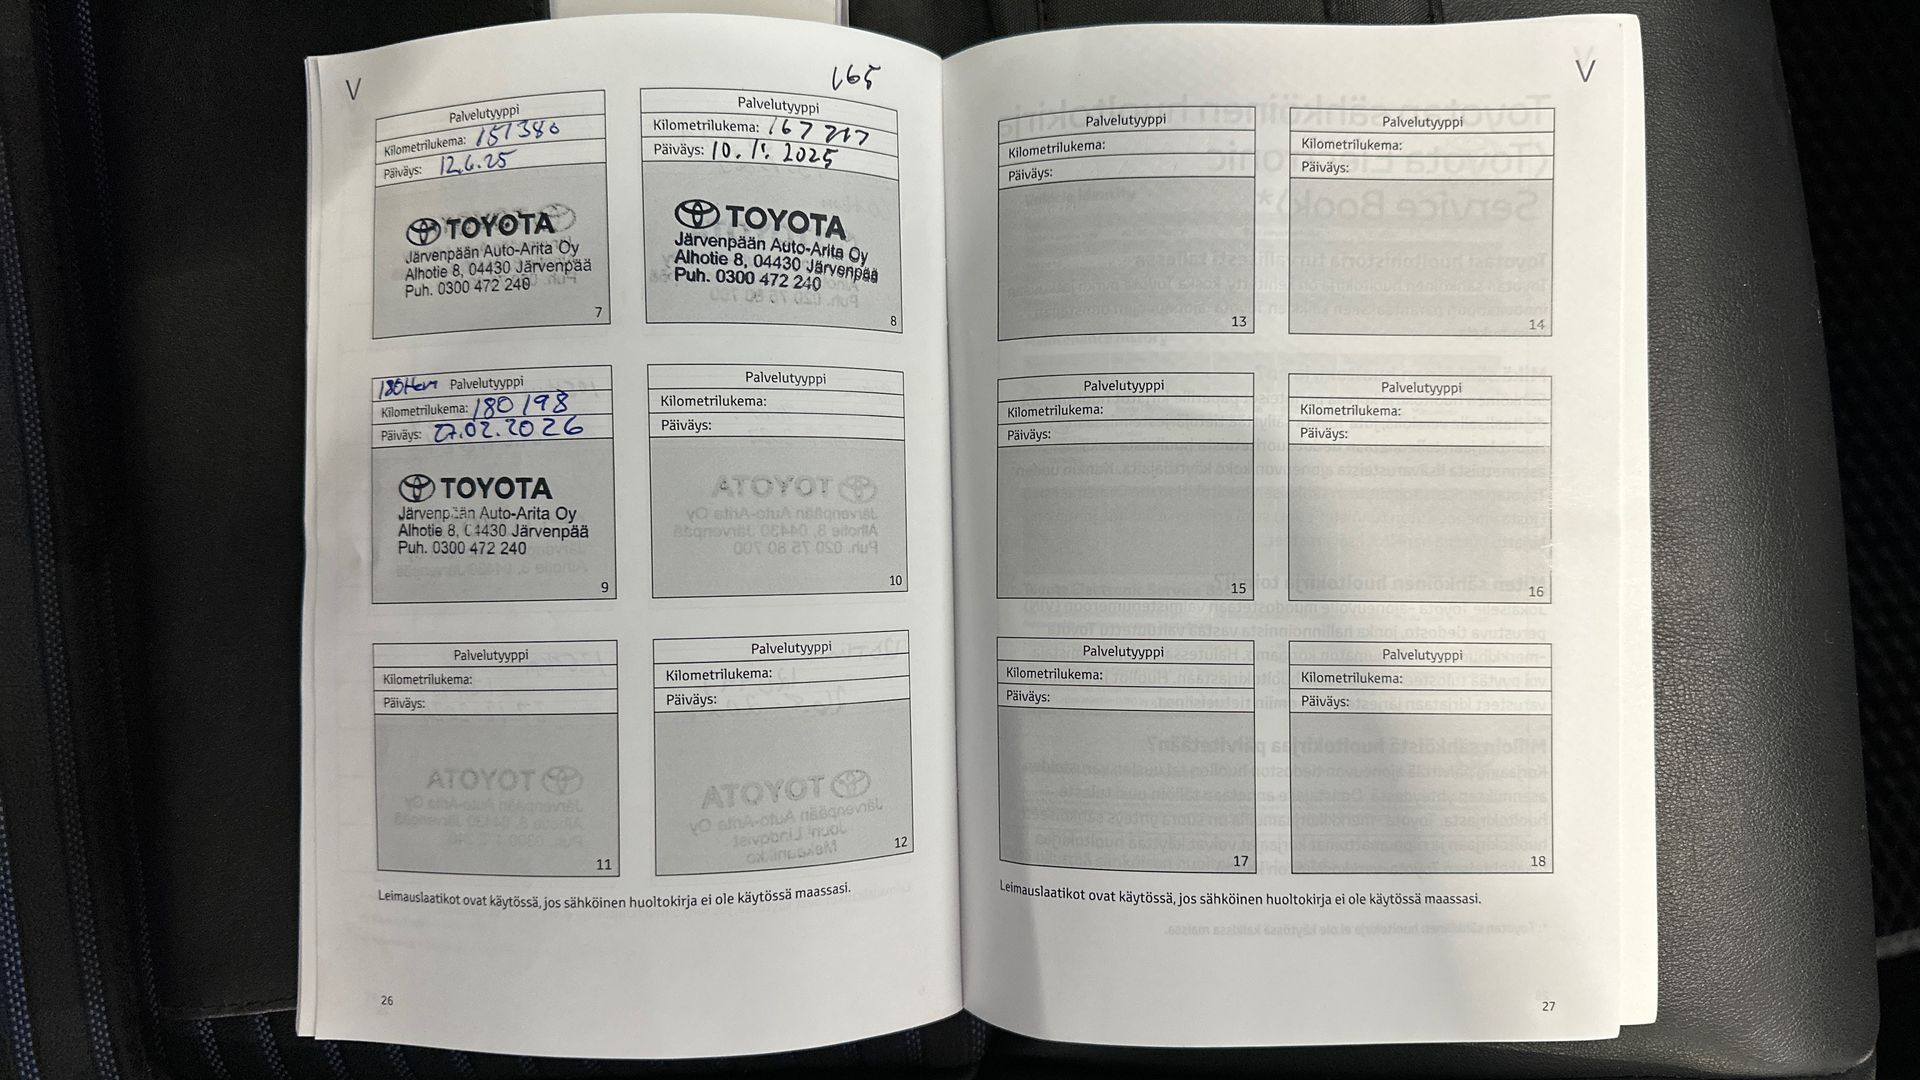 V
165
Palvelutyyppi
Kilometrilukema: 151380
Päiväys: 12.6.25
TOYOTA
Järvenpään Auto-Arita Oy
Alhotie 8, 04430 Järvenpää
Puh. 0300 472 240
7
Palvelutyyppi
Kilometrilukema: 167 217
Päiväys: 10.11. 2025
TOYOTA
Järvenpään Auto-Arita Oy
Alhotie 8, 04430 Järvenpää
Puh. 0300 472 240
8
Palvelutyyppi
Kilometrilukema: 180 198
Päiväys: 27.02.2026
TOYOTA
Järvenpään Auto-Arita Oy
Alhotie 8, 04430 Järvenpää
Puh. 0300 472 240
9
Palvelutyyppi
Kilometrilukema:
Päiväys:
10
Palvelutyyppi
Kilometrilukema:
Päiväys:
11
Palvelutyyppi
Kilometrilukema:
Päiväys:
12
Leimauslaatikot ovat käytössä, jos sähköinen huoltokirja ei ole käytössä maassasi.
26
V
Palvelutyyppi
Kilometrilukema:
Päiväys:
13
Palvelutyyppi
Kilometrilukema:
Päiväys:
14
Palvelutyyppi
Kilometrilukema:
Päiväys:
15
Palvelutyyppi
Kilometrilukema:
Päiväys:
16
Palvelutyyppi
Kilometrilukema:
Päiväys:
17
Palvelutyyppi
Kilometrilukema:
Päiväys:
18
Leimauslaatikot ovat käytössä, jos sähköinen huoltokirja ei ole käytössä maassasi.
27